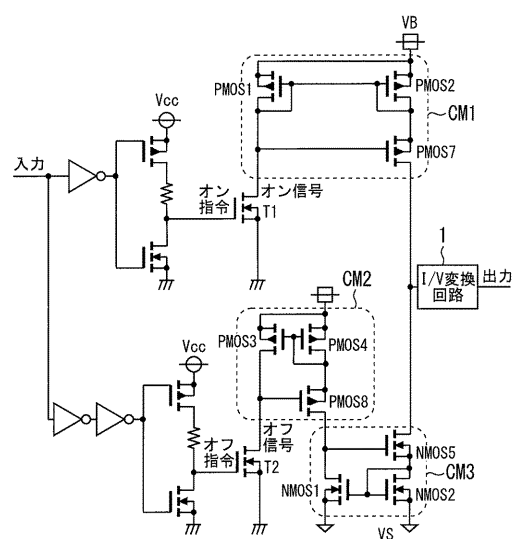 VB
PMOS1
PMOS2
CM1
Vcc
PMOS7
入力
オン
指令
オン信号
T1
1
I/V変換
回路
出力
CM2
PMOS3
PMOS4
Vcc
PMOS8
オフ
信号
オフ
指令
T2
NMOS5
CM3
NMOS1
NMOS2
VS